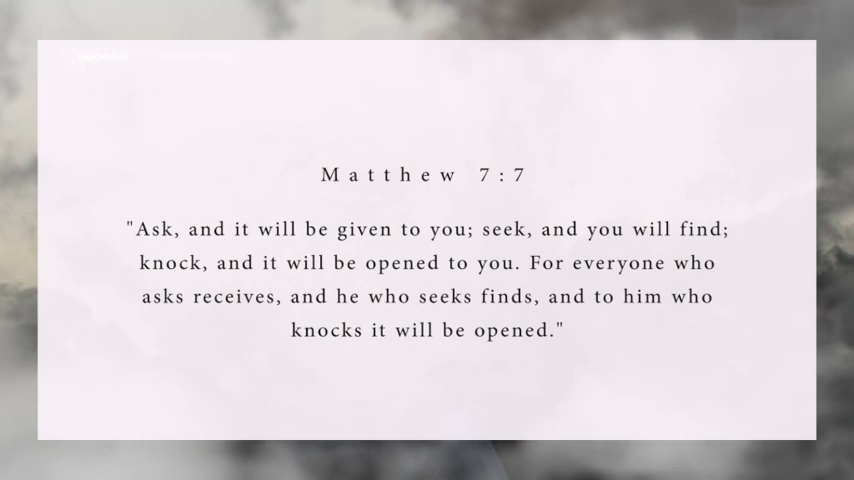 Matthew 7:7
"Ask, and it will be given to you; seek, and you will find;
knock, and it will be opened to you. For everyone who
asks receives, and he who seeks finds, and to him who
knocks it will be opened."